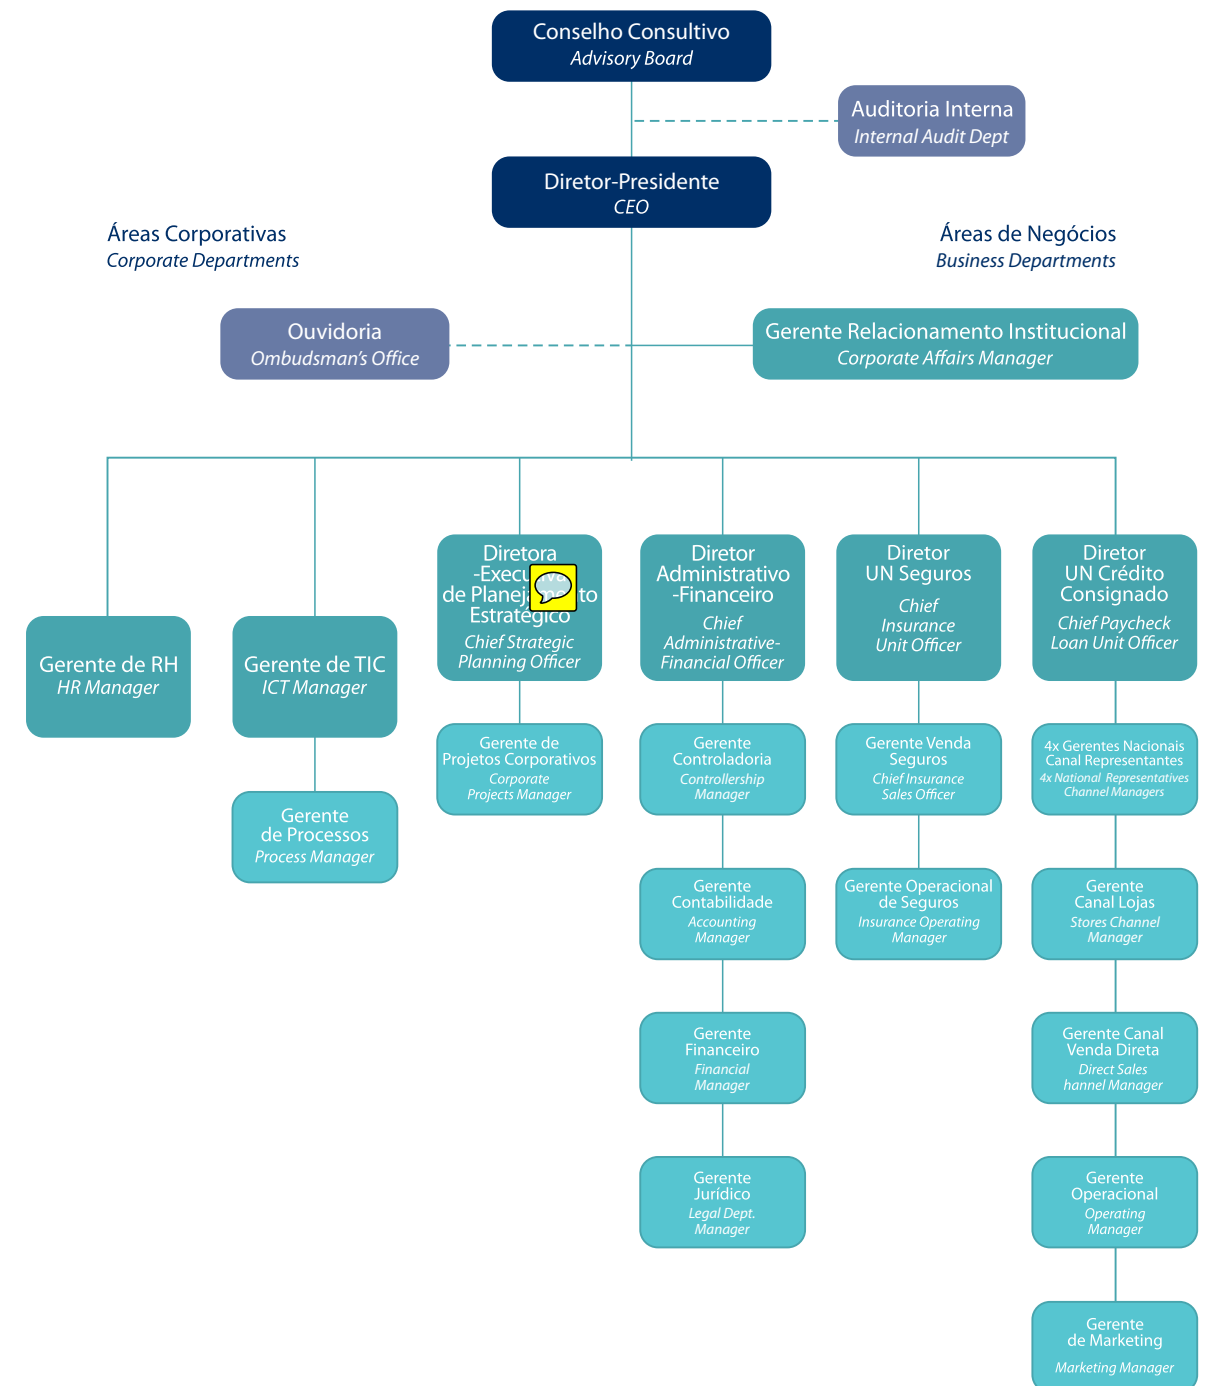 Conselho Consultivo
Advisory Board
Auditoria Interna
Internal Audit Dept
Diretor-Presidente
CEO
Áreas Corporativas
Corporate Departments
Áreas de Negócios
Business Departments
Ouvidoria
Ombudsman's Office
Gerente Relacionamento Institucional
Corporate Affairs Manager
Gerente de RH
HR Manager
Gerente de TIC
ICT Manager
Gerente
de Processos
Process Manager
Diretora
-Executiva
de Planejamento
Estratégico
Chief Strategic
Planning Officer
Gerente de
Projetos Corporativos
Corporate
Projects Manager
Diretor
Administrativo
-Financeiro
Chief
Administrative-
Financial Officer
Gerente
Controladoria
Controllership
Manager
Gerente
Contabilidade
Accounting
Manager
Gerente
Financeiro
Financial
Manager
Gerente
Jurídico
Legal Dept.
Manager
Diretor
UN Seguros
Chief
Insurance
Unit Officer
Gerente Venda
Seguros
Chief Insurance
Sales Officer
Gerente Operacional
de Seguros
Insurance Operating
Manager
Diretor
UN Crédito
Consignado
Chief Paycheck
Loan Unit Officer
4x Gerentes Nacionais
Canal Representantes
4x National Representatives
Channel Managers
Gerente
Canal Lojas
Stores Channel
Manager
Gerente Canal
Venda Direta
Direct Sales
hannel Manager
Gerente
Operacional
Operating
Manager
Gerente
de Marketing
Marketing Manager